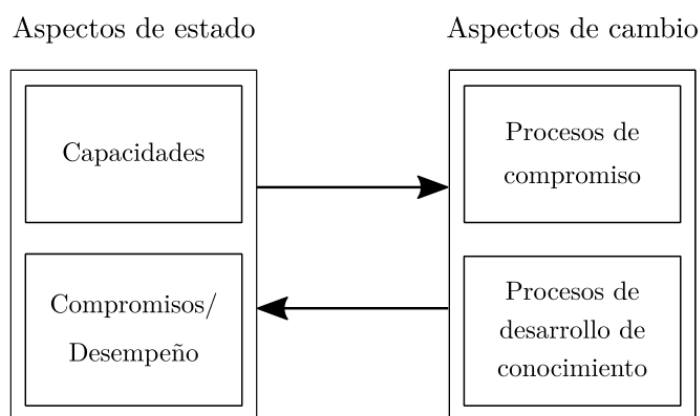 Aspectos de estado
Aspectos de cambio
Capacidades
Procesos de
compromiso
Compromisos/
Desempeño
Procesos de
desarrollo de
conocimiento